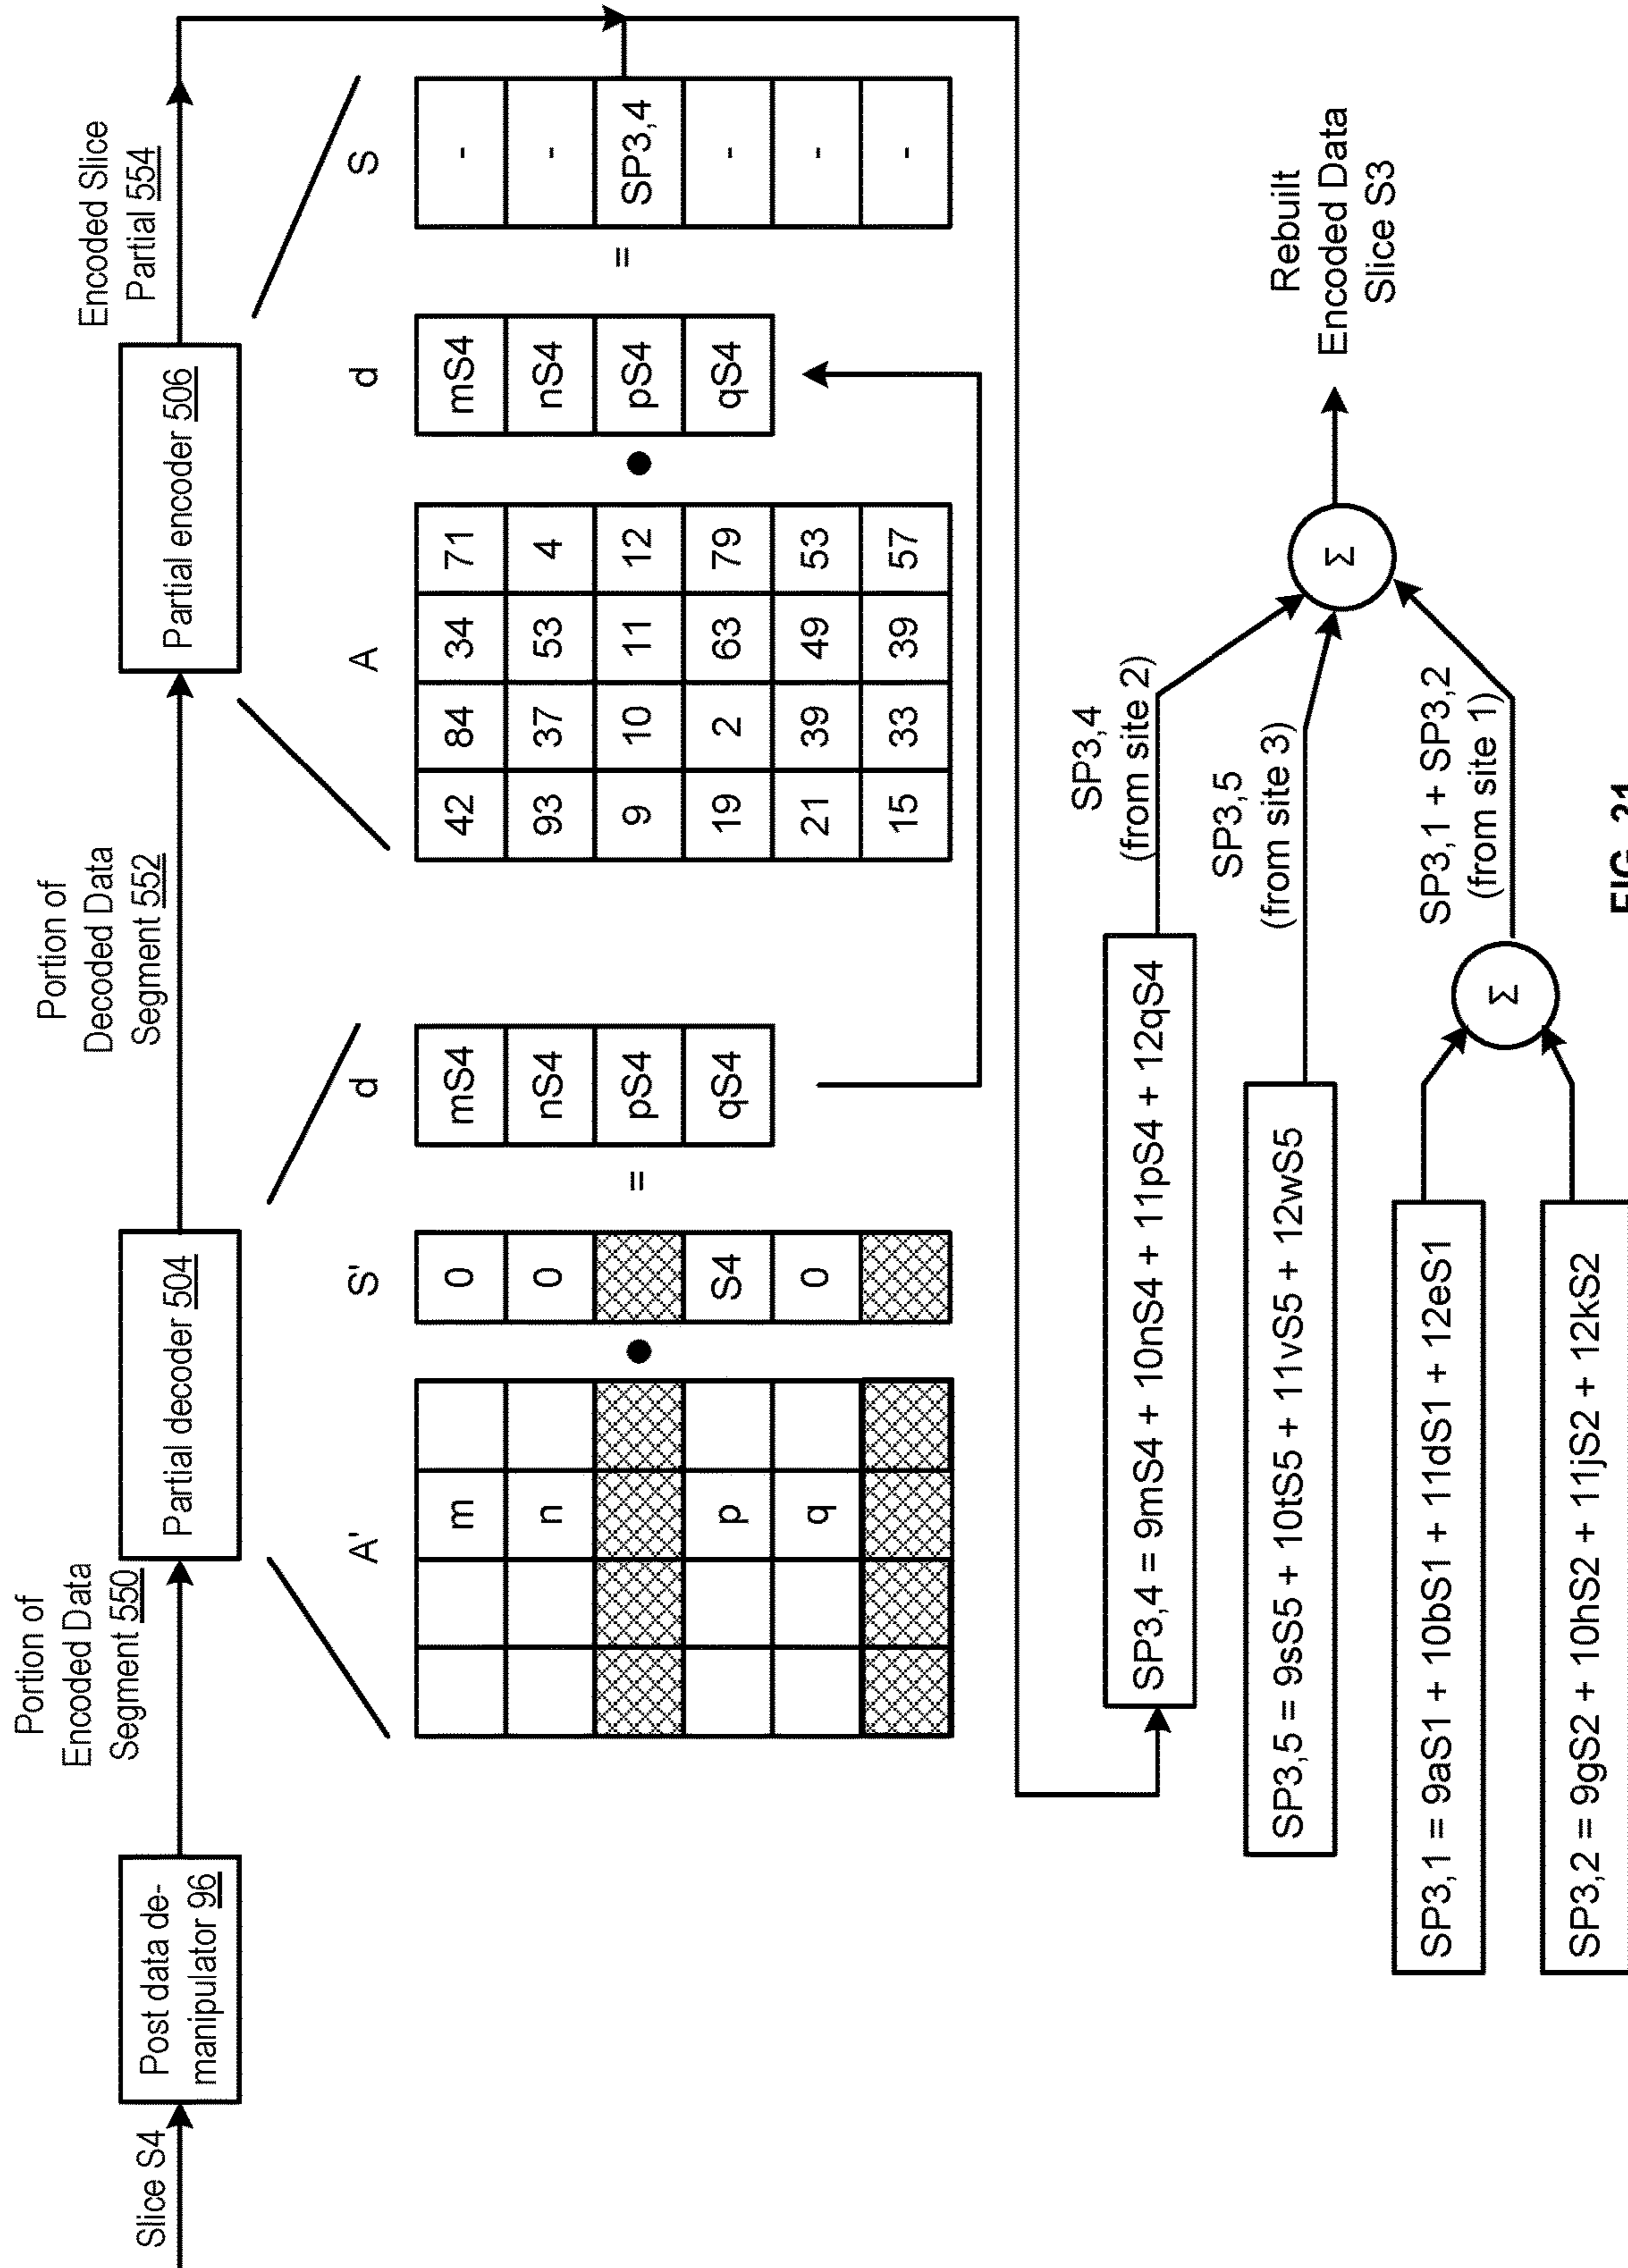 Slice S4
Post data de-
manipulator 96
Portion of
Encoded Data
Segment 550
Partial decoder 504
Portion of
Decoded Data
Segment 552
Partial encoder 506
Encoded Slice
Partial 554
A'
m
n
p
q
S'
0
0
S4
0
=
d
mS4
nS4
pS4
qS4
A
42 84 34 71
93 37 53 4
9 10 11 12
19 2 63 79
21 39 49 53
15 33 39 57
d
mS4
nS4
pS4
qS4
=
S
-
-
SP3,4
-
-
-
SP3,4 = 9mS4 + 10nS4 + 11pS4 + 12qS4
SP3,4
(from site 2)
SP3,5 = 9sS5 + 10tS5 + 11vS5 + 12wS5
SP3,5
(from site 3)
SP3,1 = 9aS1 + 10bS1 + 11dS1 + 12eS1
SP3,2 = 9gS2 + 10hS2 + 11jS2 + 12kS2
Σ
SP3,1 + SP3,2
(from site 1)
Σ
Rebuilt
Encoded Data
Slice S3